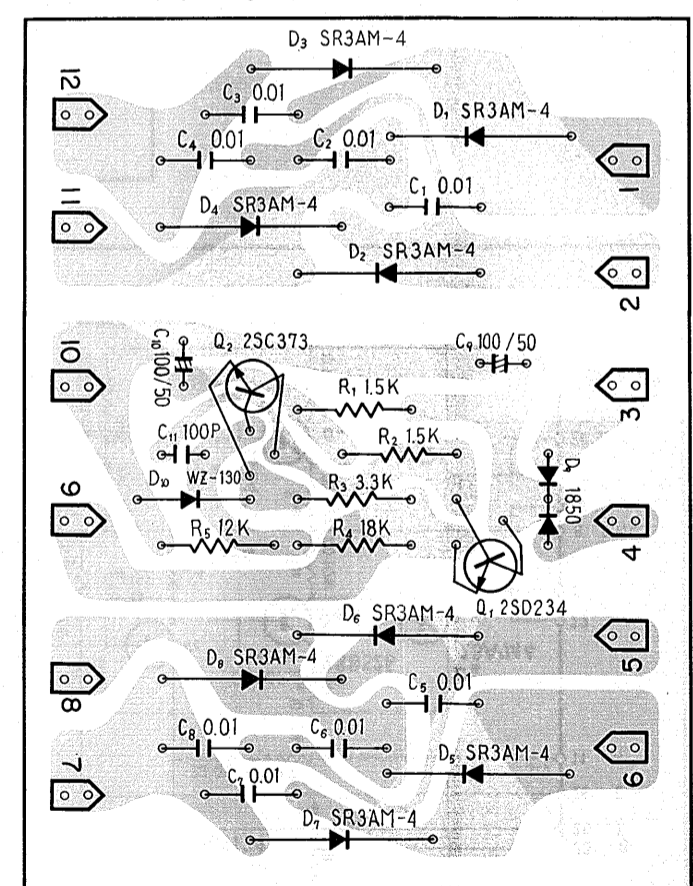 D₃ SR3AM-4
12
C₃ 0.01
D₁ SR3AM-4
C₄ 0.01
C₂ 0.01
1
C₁ 0.01
11
D₄ SR3AM-4
D₂ SR3AM-4
2
10
C₁₀ 100/50
Q₂ 2SC373
C₉ 100/50
3
R₁ 1.5K
C₁₁ 100P
R₂ 1.5K
D₁₀ WZ-130
R₃ 3.3K
D₉ 1850
9
R₅ 12K
R₄ 18K
4
Q₁ 2SD234
D₆ SR3AM-4
5
D₈ SR3AM-4
8
C₅ 0.01
C₈ 0.01
C₆ 0.01
D₅ SR3AM-4
6
7
C₇ 0.01
D₇ SR3AM-4